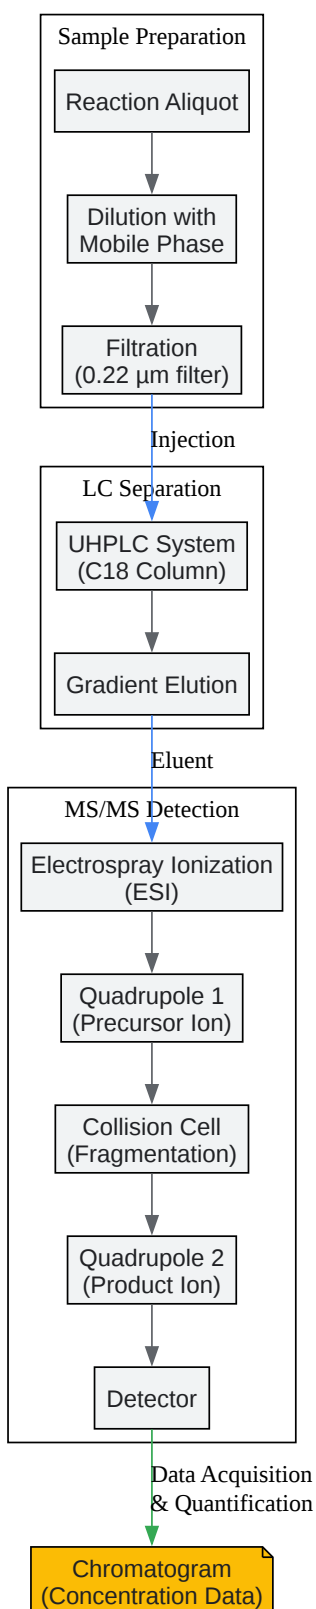 Sample Preparation
Reaction Aliquot
Dilution with
Mobile Phase
Filtration
(0.22 µm filter)
Injection
LC Separation
UHPLC System
(C18 Column)
Gradient Elution
Eluent
MS/MS Detection
Electrospray Ionization
(ESI)
Quadrupole 1
(Precursor Ion)
Collision Cell
(Fragmentation)
Quadrupole 2
(Product Ion)
Detector
Data Acquisition
& Quantification
Chromatogram
(Concentration Data)